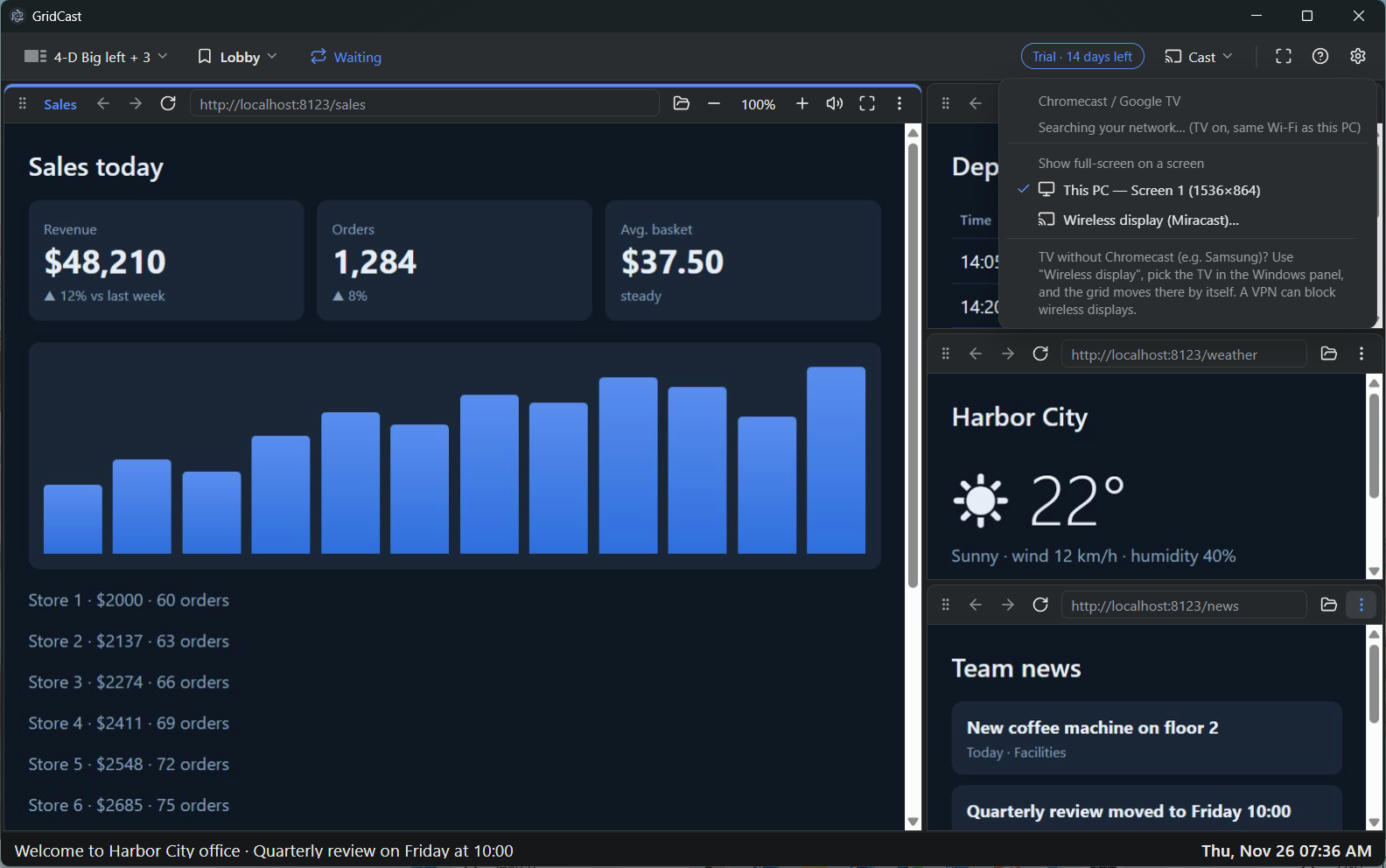 GridCast
4-D Big left + 3
Lobby
Waiting
Trial · 14 days left
Cast
Sales
http://localhost:8123/sales
100%
Sales today
Revenue
$48,210
▲ 12% vs last week
Orders
1,284
▲ 8%
Avg. basket
$37.50
steady
Store 1 · $2000 · 60 orders
Store 2 · $2137 · 63 orders
Store 3 · $2274 · 66 orders
Store 4 · $2411 · 69 orders
Store 5 · $2548 · 72 orders
Store 6 · $2685 · 75 orders
Dep
Time
14:05
14:20
Chromecast / Google TV
Searching your network... (TV on, same Wi-Fi as this PC)
Show full-screen on a screen
This PC — Screen 1 (1536×864)
Wireless display (Miracast)...
TV without Chromecast (e.g. Samsung)? Use
"Wireless display", pick the TV in the Windows panel,
and the grid moves there by itself. A VPN can block
wireless displays.
http://localhost:8123/weather
Harbor City
22°
Sunny · wind 12 km/h · humidity 40%
http://localhost:8123/news
Team news
New coffee machine on floor 2
Today · Facilities
Quarterly review moved to Friday 10:00
Welcome to Harbor City office · Quarterly review on Friday at 10:00
Thu, Nov 26 07:36 AM